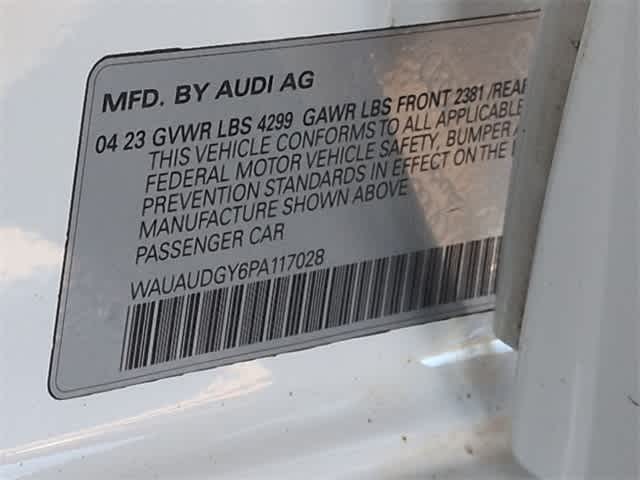 MFD. BY AUDI AG
04 23 GVWR LBS 4299 GAWR LBS FRONT 2381 /REAR
THIS VEHICLE CONFORMS TO ALL APPLICABLE
FEDERAL MOTOR VEHICLE SAFETY, BUMPER
PREVENTION STANDARDS IN EFFECT ON THE
MANUFACTURE SHOWN ABOVE
PASSENGER CAR
WAUAUDGY6PA117028